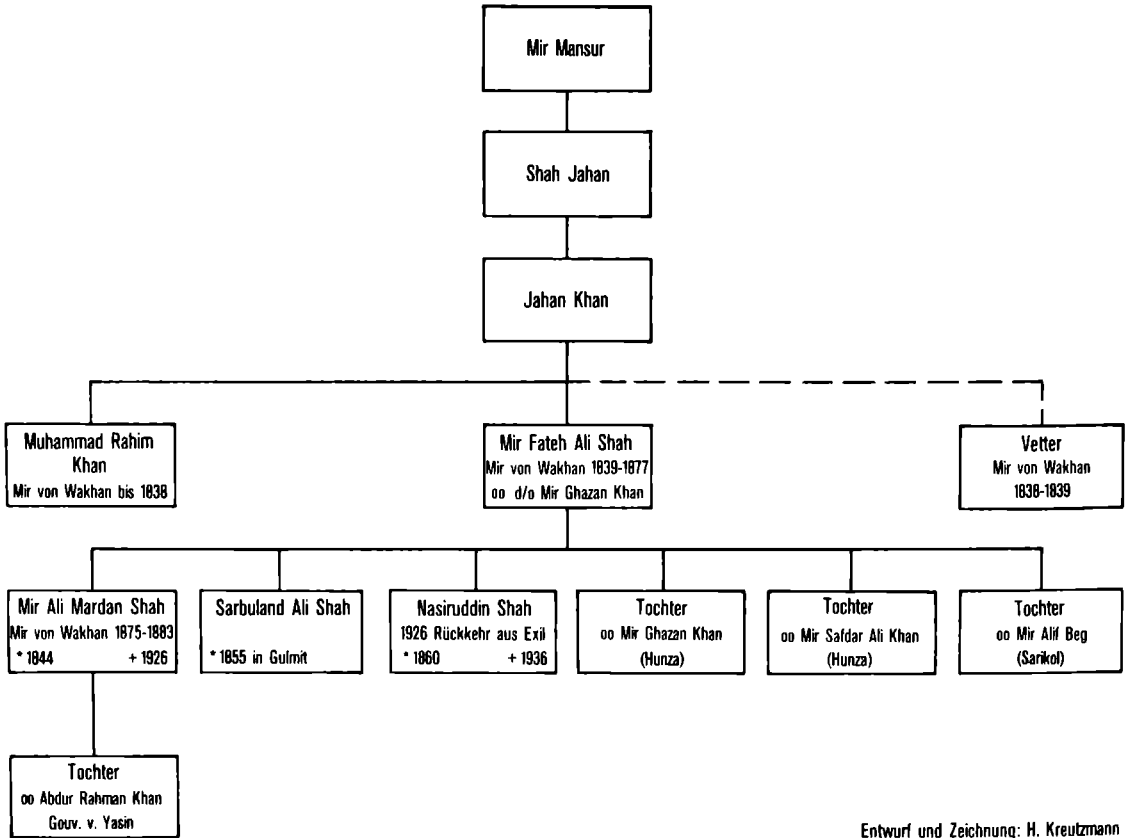 Mir Mansur
Shah Jahan
Jahan Khan
Muhammad Rahim
Khan
Mir von Wakhan bis 1838
Mir Fateh Ali Shah
Mir von Wakhan 1839-1877
oo d/o Mir Ghazan Khan
Vetter
Mir von Wakhan
1838-1839
Mir Ali Mardan Shah
Mir von Wakhan 1875-1883
* 1844 + 1926
Sarbuland Ali Shah
* 1855 in Gulmit
Nasiruddin Shah
1926 Rückkehr aus Exil
* 1860 + 1936
Tochter
oo Mir Ghazan Khan
(Hunza)
Tochter
oo Mir Safdar Ali Khan
(Hunza)
Tochter
oo Mir Alif Beg
(Sarikol)
Tochter
oo Abdur Rahman Khan
Gouv. v. Yasin
Entwurf und Zeichnung: H. Kreutzmann